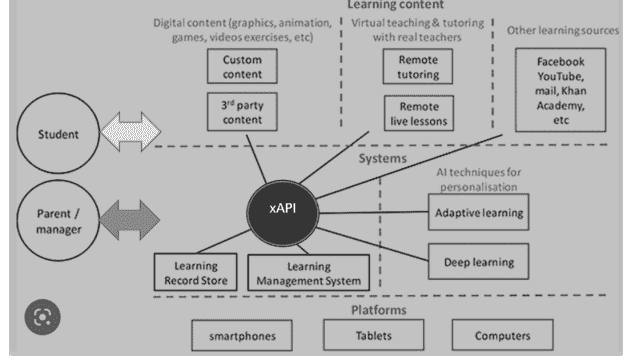 Learning content
Digital content (graphics, animation,
games, videos exercises, etc)
Virtual teaching & tutoring
with real teachers
Other learning sources
Custom
content
3rd party
content
Remote
tutoring
Remote
live lessons
Facebook
YouTube,
mail, Khan
Academy,
etc
Student
Parent /
manager
Systems
xAPI
AI techniques for
personalisation
Adaptive learning
Deep learning
Learning
Record Store
Learning
Management System
Platforms
smartphones
Tablets
Computers